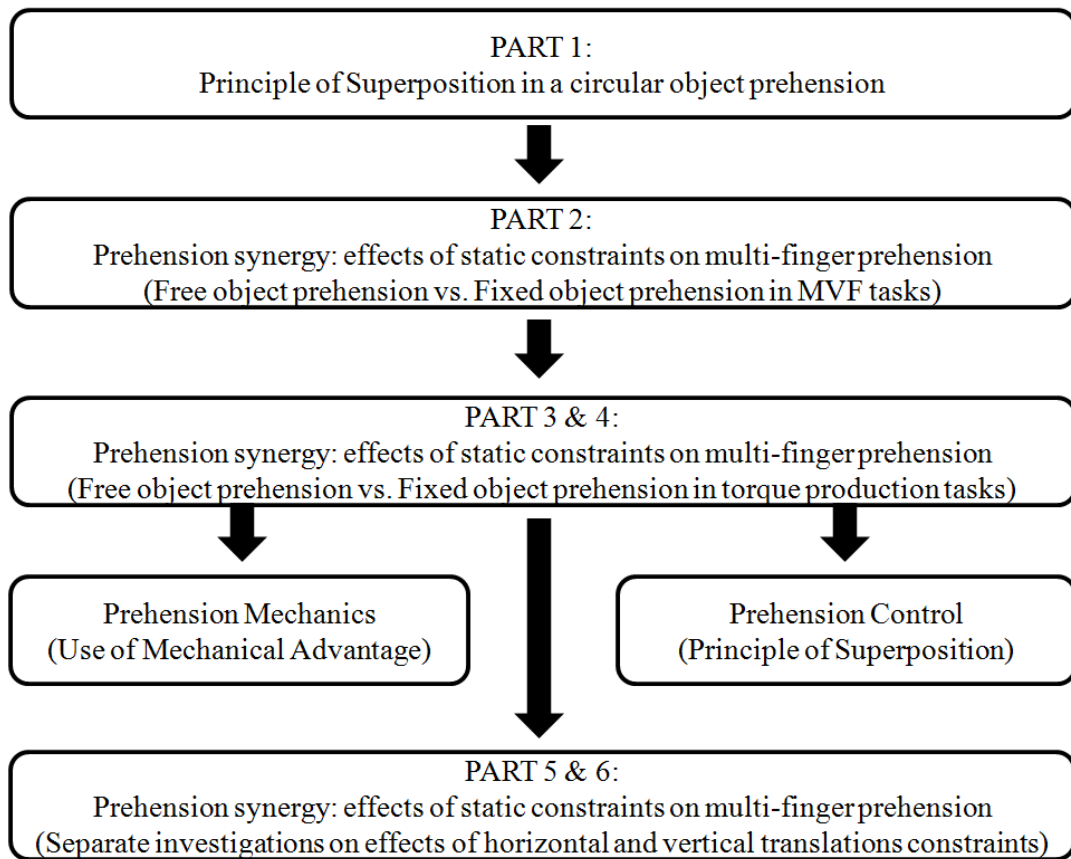 PART 1:
Principle of Superposition in a circular object prehension
PART 2:
Prehension synergy: effects of static constraints on multi-finger prehension
(Free object prehension vs. Fixed object prehension in MVF tasks)
PART 3 & 4:
Prehension synergy: effects of static constraints on multi-finger prehension
(Free object prehension vs. Fixed object prehension in torque production tasks)
Prehension Mechanics
(Use of Mechanical Advantage)
Prehension Control
(Principle of Superposition)
PART 5 & 6:
Prehension synergy: effects of static constraints on multi-finger prehension
(Separate investigations on effects of horizontal and vertical translations constraints)